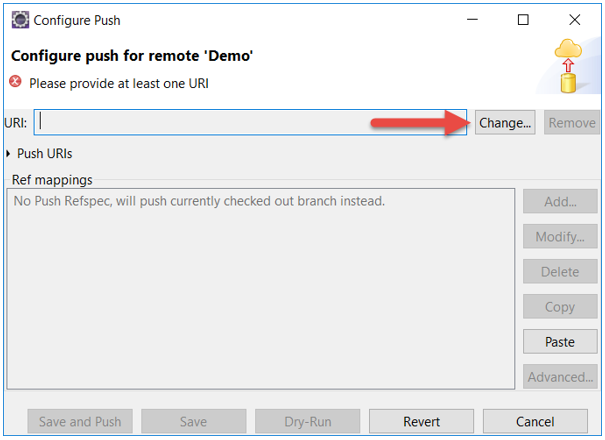 Configure Push
Configure push for remote 'Demo'
Please provide at least one URI
URI: Change... Remove
Push URIs
Ref mappings
No Push Refspec, will push currently checked out branch instead.
Add...
Modify...
Delete
Copy
Paste
Advanced...
Save and Push Save Dry-Run Revert Cancel